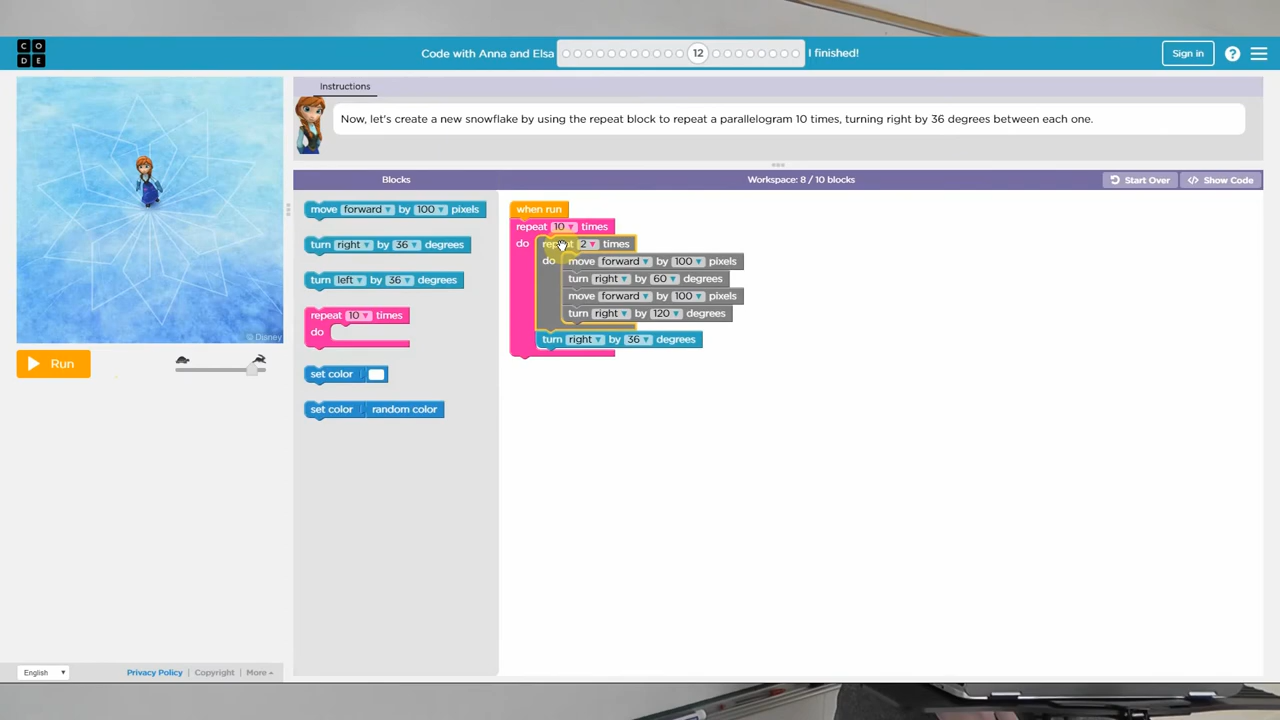 C O
D E
Code with Anna and Elsa
12
I finished!
Sign in
?
Instructions
Now, let's create a new snowflake by using the repeat block to repeat a parallelogram 10 times, turning right by 36 degrees between each one.
Blocks
Workspace: 8 / 10 blocks
Start Over
</> Show Code
move forward by 100 pixels
turn right by 36 degrees
turn left by 36 degrees
repeat 10 times
do
set color
set color random color
when run
repeat 10 times
do repeat 2 times
do move forward by 100 pixels
turn right by 60 degrees
move forward by 100 pixels
turn right by 120 degrees
turn right by 36 degrees
© Disney
Run
English
Privacy Policy | Copyright | More